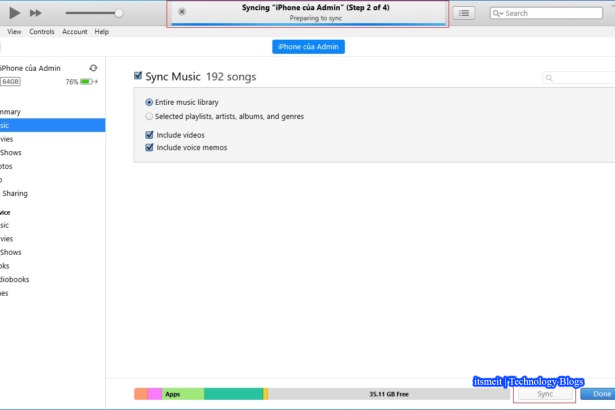 Syncing "iPhone của Admin" (Step 2 of 4)
Preparing to sync
Search
View Controls Account Help
iPhone của Admin
iPhone của Admin
64GB 76%
Sync Music 192 songs
Entire music library
Selected playlists, artists, albums, and genres
Include videos
Include voice memos
mmary
sic
vies
Shows
otos
o
Sharing
vice
sic
vies
Shows
oks
diobooks
nes
itsmeit | Technology Blogs
Apps
35.11 GB Free
Sync
Done